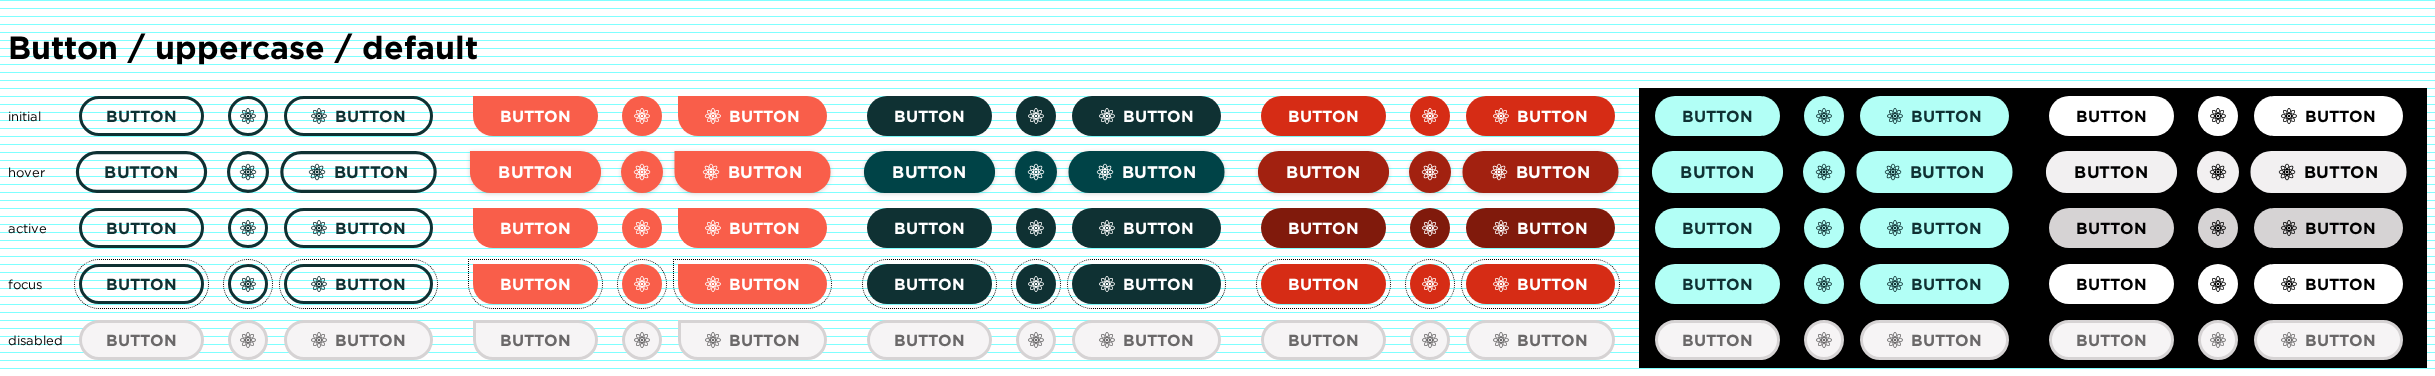 Button / uppercase / default
initial BUTTON BUTTON BUTTON BUTTON BUTTON BUTTON BUTTON BUTTON BUTTON BUTTON BUTTON BUTTON
hover BUTTON BUTTON BUTTON BUTTON BUTTON BUTTON BUTTON BUTTON BUTTON BUTTON BUTTON BUTTON
active BUTTON BUTTON BUTTON BUTTON BUTTON BUTTON BUTTON BUTTON BUTTON BUTTON BUTTON BUTTON
focus BUTTON BUTTON BUTTON BUTTON BUTTON BUTTON BUTTON BUTTON BUTTON BUTTON BUTTON BUTTON
disabled BUTTON BUTTON BUTTON BUTTON BUTTON BUTTON BUTTON BUTTON BUTTON BUTTON BUTTON BUTTON